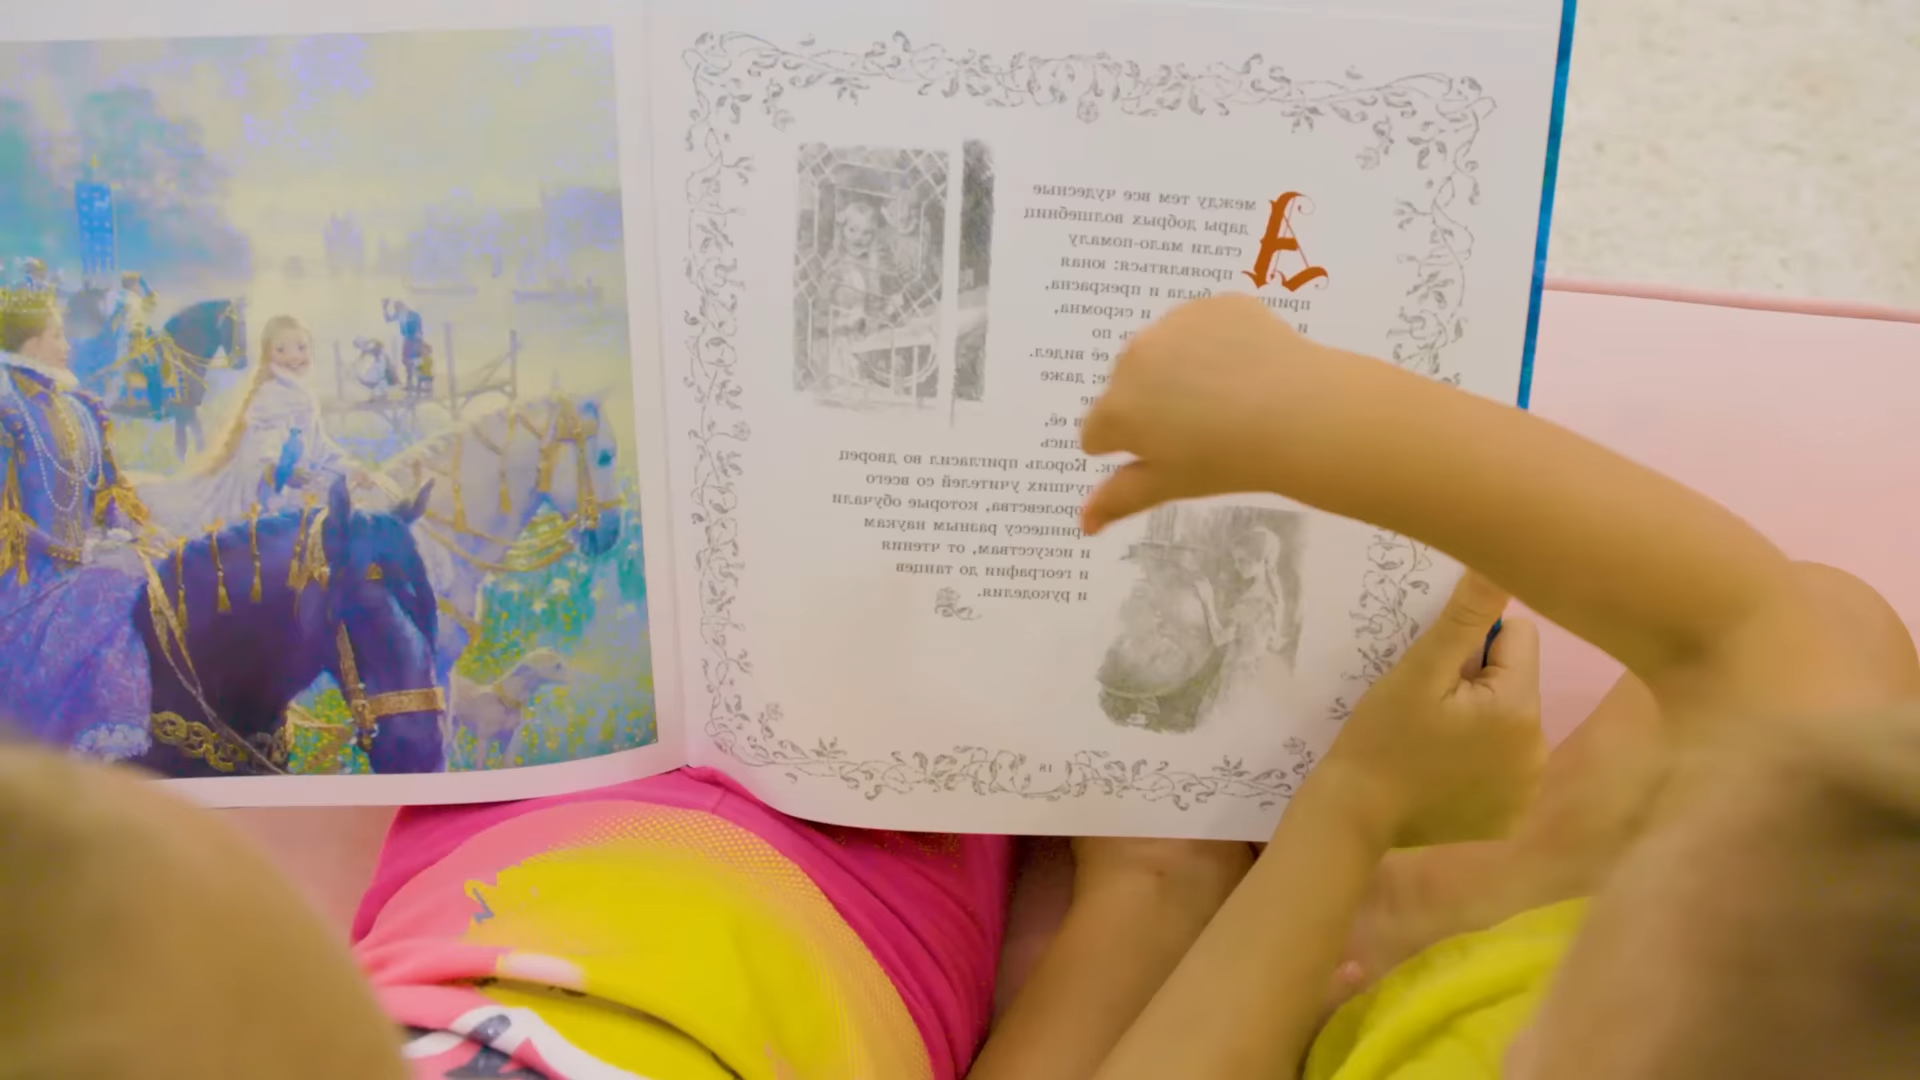 А
между тем все чудесные
дары добрых волшебниц
стали мало-помалу
проявляться: юная
была и прекрасна,
и и скромна,
по
её видел.
даже
её,
Король пригласил во дворец
лучших учителей со всего
королевства, которые обучали
принцессу разным наукам
и искусствам, от чтения
и географии до танцев
и рукоделия.
18